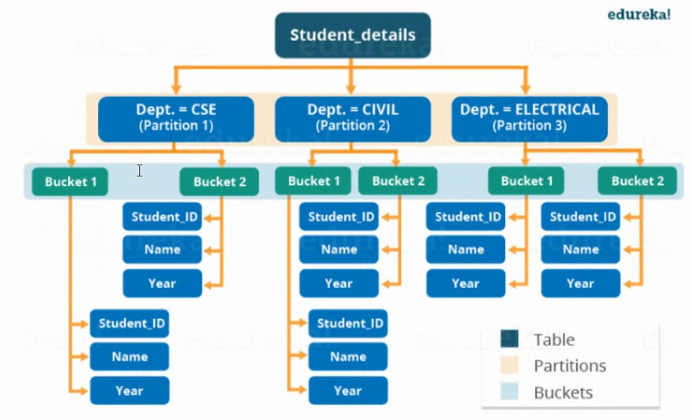 edureka!
Student_details
Dept. = CSE
(Partition 1)
Dept. = CIVIL
(Partition 2)
Dept. = ELECTRICAL
(Partition 3)
Bucket 1
Bucket 2
Bucket 1
Bucket 2
Bucket 1
Bucket 2
Student_ID
Student_ID
Student_ID
Student_ID
Name
Name
Name
Name
Year
Year
Year
Year
Student_ID
Student_ID
Name
Name
Year
Year
Table
Partitions
Buckets